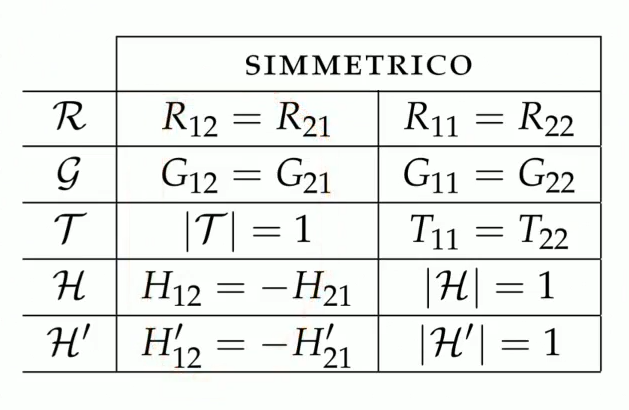 SIMMETRICO
ℛ R₁₂ = R₂₁ R₁₁ = R₂₂
𝒢 G₁₂ = G₂₁ G₁₁ = G₂₂
𝒯 |𝒯| = 1 T₁₁ = T₂₂
ℋ H₁₂ = −H₂₁ |ℋ| = 1
ℋ′ H′₁₂ = −H′₂₁ |ℋ′| = 1